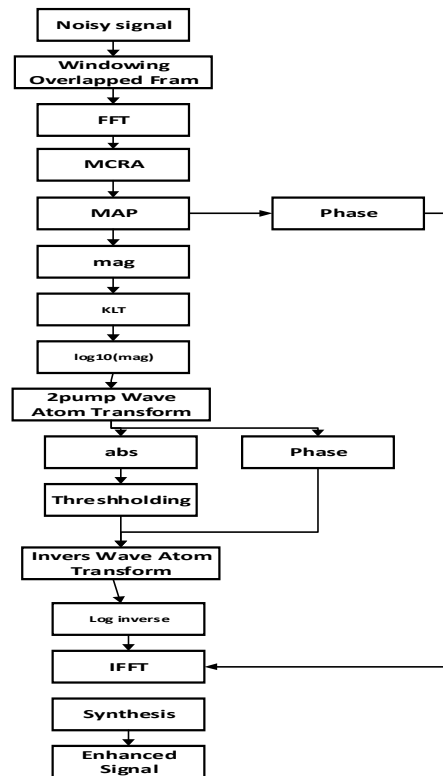 Noisy signal
Windowing
Overlapped Fram
FFT
MCRA
MAP
Phase
mag
KLT
log10(mag)
2pump Wave
Atom Transform
abs
Phase
Threshholding
Invers Wave Atom
Transform
Log inverse
IFFT
Synthesis
Enhanced
Signal